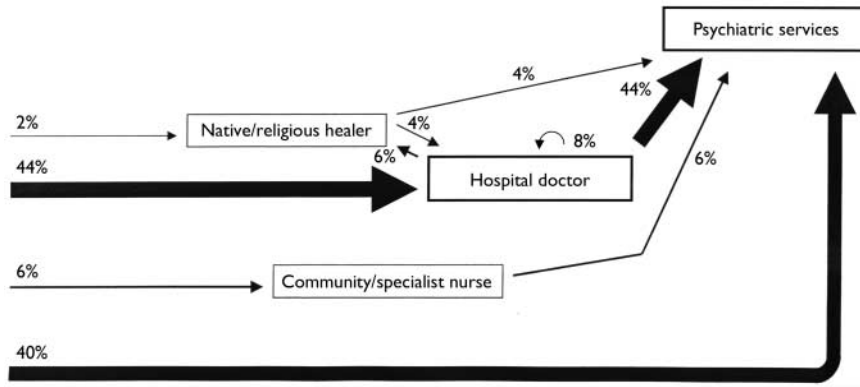 Psychiatric services
4%
44%
2%
Native/religious healer
4%
8%
6%
6%
44%
Hospital doctor
6%
Community/specialist nurse
40%